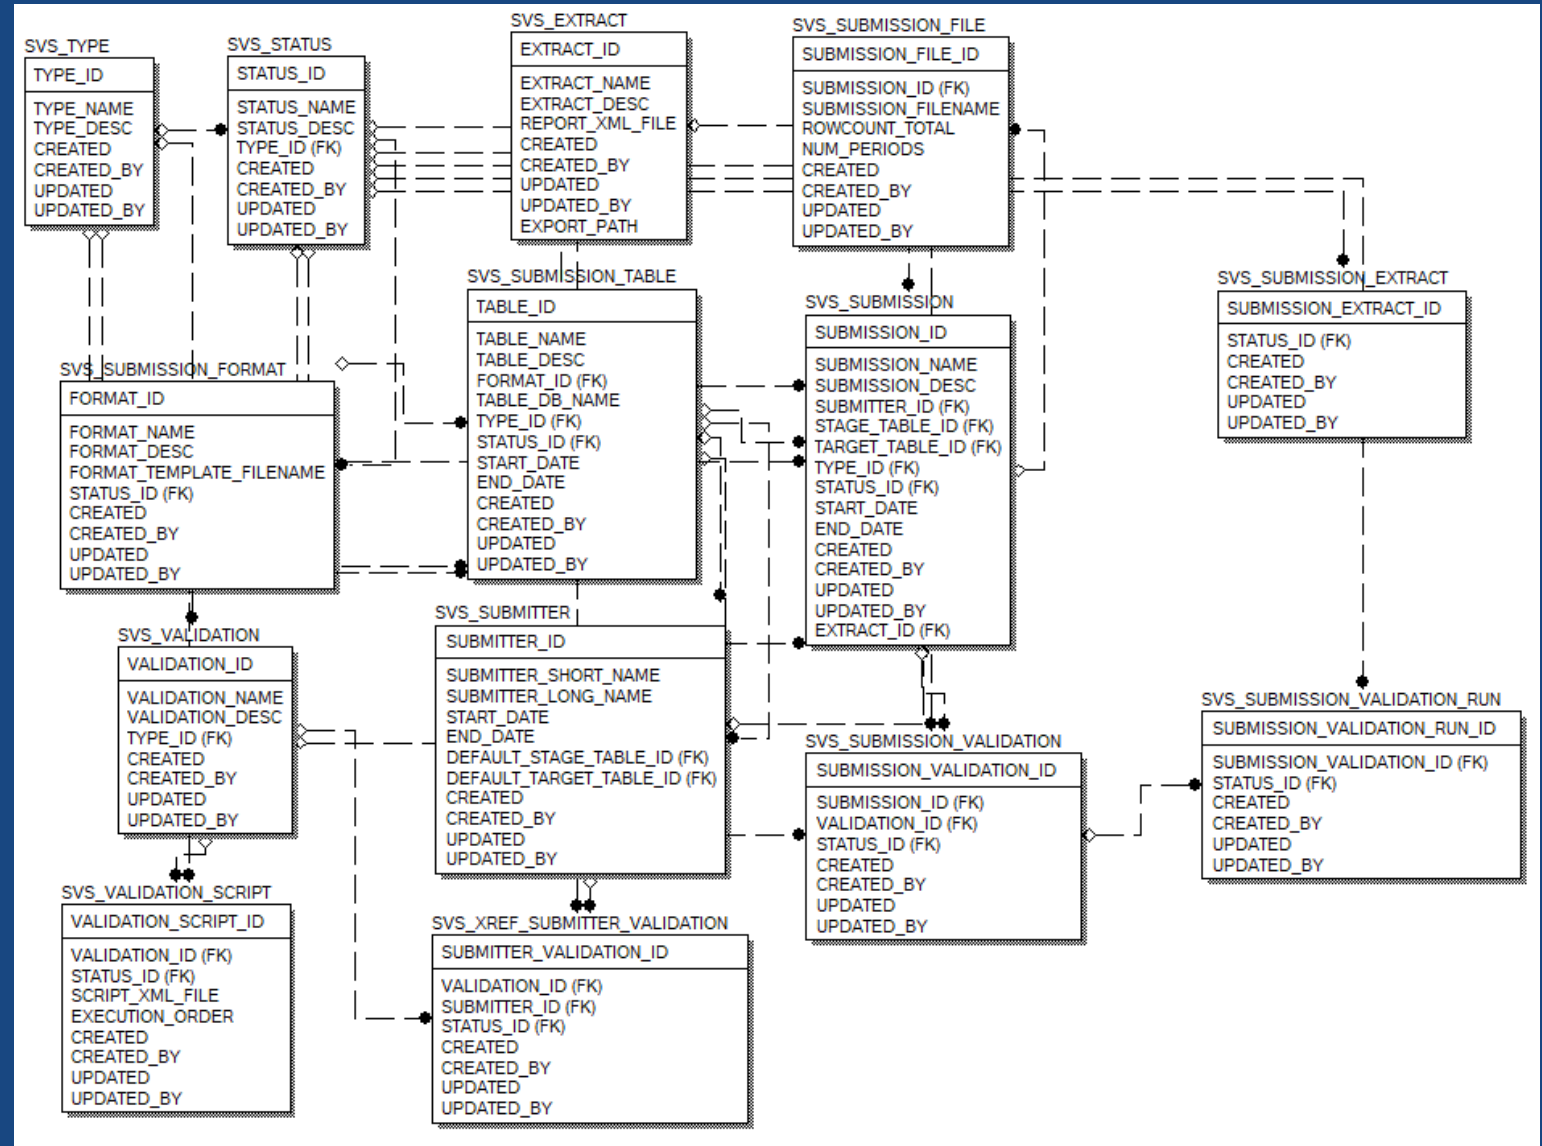 SVS_TYPE
TYPE_ID
TYPE_NAME
TYPE_DESC
CREATED
CREATED_BY
UPDATED
UPDATED_BY
SVS_STATUS
STATUS_ID
STATUS_NAME
STATUS_DESC
TYPE_ID (FK)
CREATED
CREATED_BY
UPDATED
UPDATED_BY
SVS_EXTRACT
EXTRACT_ID
EXTRACT_NAME
EXTRACT_DESC
REPORT_XML_FILE
CREATED
CREATED_BY
UPDATED
UPDATED_BY
EXPORT_PATH
SVS_SUBMISSION_FILE
SUBMISSION_FILE_ID
SUBMISSION_ID (FK)
SUBMISSION_FILENAME
ROWCOUNT_TOTAL
NUM_PERIODS
CREATED
CREATED_BY
UPDATED
UPDATED_BY
SVS_SUBMISSION_FORMAT
FORMAT_ID
FORMAT_NAME
FORMAT_DESC
FORMAT_TEMPLATE_FILENAME
STATUS_ID (FK)
CREATED
CREATED_BY
UPDATED
UPDATED_BY
SVS_SUBMISSION_TABLE
TABLE_ID
TABLE_NAME
TABLE_DESC
FORMAT_ID (FK)
TABLE_DB_NAME
TYPE_ID (FK)
STATUS_ID (FK)
START_DATE
END_DATE
CREATED
CREATED_BY
UPDATED
UPDATED_BY
SVS_SUBMISSION
SUBMISSION_ID
SUBMISSION_NAME
SUBMISSION_DESC
SUBMITTER_ID (FK)
STAGE_TABLE_ID (FK)
TARGET_TABLE_ID (FK)
TYPE_ID (FK)
STATUS_ID (FK)
START_DATE
END_DATE
CREATED
CREATED_BY
UPDATED
UPDATED_BY
EXTRACT_ID (FK)
SVS_SUBMISSION_EXTRACT
SUBMISSION_EXTRACT_ID
STATUS_ID (FK)
CREATED
CREATED_BY
UPDATED
UPDATED_BY
SVS_VALIDATION
VALIDATION_ID
VALIDATION_NAME
VALIDATION_DESC
TYPE_ID (FK)
CREATED
CREATED_BY
UPDATED
UPDATED_BY
SVS_SUBMITTER
SUBMITTER_ID
SUBMITTER_SHORT_NAME
SUBMITTER_LONG_NAME
START_DATE
END_DATE
DEFAULT_STAGE_TABLE_ID (FK)
DEFAULT_TARGET_TABLE_ID (FK)
CREATED
CREATED_BY
UPDATED
UPDATED_BY
SVS_SUBMISSION_VALIDATION
SUBMISSION_VALIDATION_ID
SUBMISSION_ID (FK)
VALIDATION_ID (FK)
STATUS_ID (FK)
CREATED
CREATED_BY
UPDATED
UPDATED_BY
SVS_SUBMISSION_VALIDATION_RUN
SUBMISSION_VALIDATION_RUN_ID
SUBMISSION_VALIDATION_ID (FK)
STATUS_ID (FK)
CREATED
CREATED_BY
UPDATED
UPDATED_BY
SVS_VALIDATION_SCRIPT
VALIDATION_SCRIPT_ID
VALIDATION_ID (FK)
STATUS_ID (FK)
SCRIPT_XML_FILE
EXECUTION_ORDER
CREATED
CREATED_BY
UPDATED
UPDATED_BY
SVS_XREF_SUBMITTER_VALIDATION
SUBMITTER_VALIDATION_ID
VALIDATION_ID (FK)
SUBMITTER_ID (FK)
STATUS_ID (FK)
CREATED
CREATED_BY
UPDATED
UPDATED_BY